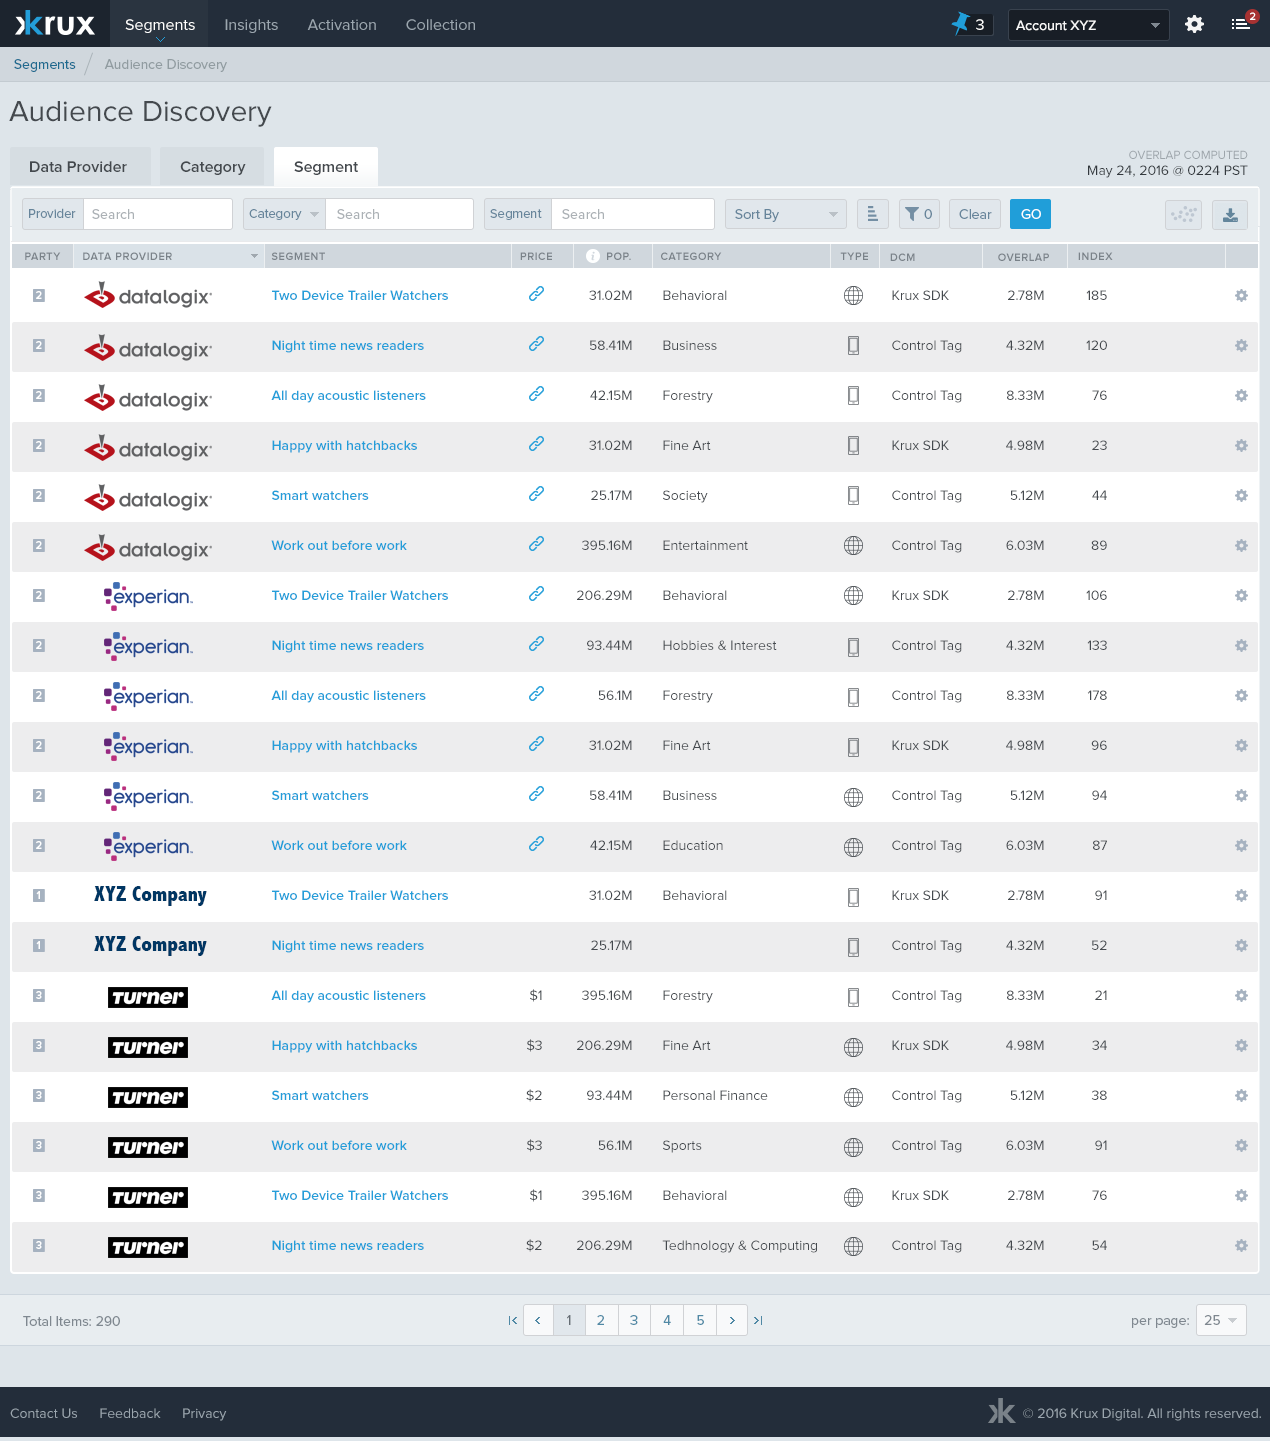 krux Segments Insights Activation Collection 3 Account XYZ 2
Segments Audience Discovery
Audience Discovery
Data Provider Category Segment
OVERLAP COMPUTED
May 24, 2016 @ 0224 PST
Provider Search Category Search Segment Search Sort By 0 Clear GO
PARTY DATA PROVIDER SEGMENT PRICE i POP. CATEGORY TYPE DCM OVERLAP INDEX
2 datalogix Two Device Trailer Watchers 31.02M Behavioral Krux SDK 2.78M 185
2 datalogix Night time news readers 58.41M Business Control Tag 4.32M 120
2 datalogix All day acoustic listeners 42.15M Forestry Control Tag 8.33M 76
2 datalogix Happy with hatchbacks 31.02M Fine Art Krux SDK 4.98M 23
2 datalogix Smart watchers 25.17M Society Control Tag 5.12M 44
2 datalogix Work out before work 395.16M Entertainment Control Tag 6.03M 89
2 experian. Two Device Trailer Watchers 206.29M Behavioral Krux SDK 2.78M 106
2 experian. Night time news readers 93.44M Hobbies & Interest Control Tag 4.32M 133
2 experian. All day acoustic listeners 56.1M Forestry Control Tag 8.33M 178
2 experian. Happy with hatchbacks 31.02M Fine Art Krux SDK 4.98M 96
2 experian. Smart watchers 58.41M Business Control Tag 5.12M 94
2 experian. Work out before work 42.15M Education Control Tag 6.03M 87
1 XYZ Company Two Device Trailer Watchers 31.02M Behavioral Krux SDK 2.78M 91
1 XYZ Company Night time news readers 25.17M Control Tag 4.32M 52
3 Turner All day acoustic listeners $1 395.16M Forestry Control Tag 8.33M 21
3 Turner Happy with hatchbacks $3 206.29M Fine Art Krux SDK 4.98M 34
3 Turner Smart watchers $2 93.44M Personal Finance Control Tag 5.12M 38
3 Turner Work out before work $3 56.1M Sports Control Tag 6.03M 91
3 Turner Two Device Trailer Watchers $1 395.16M Behavioral Krux SDK 2.78M 76
3 Turner Night time news readers $2 206.29M Tedhnology & Computing Control Tag 4.32M 54
Total Items: 290 1 2 3 4 5 per page: 25
Contact Us Feedback Privacy © 2016 Krux Digital. All rights reserved.